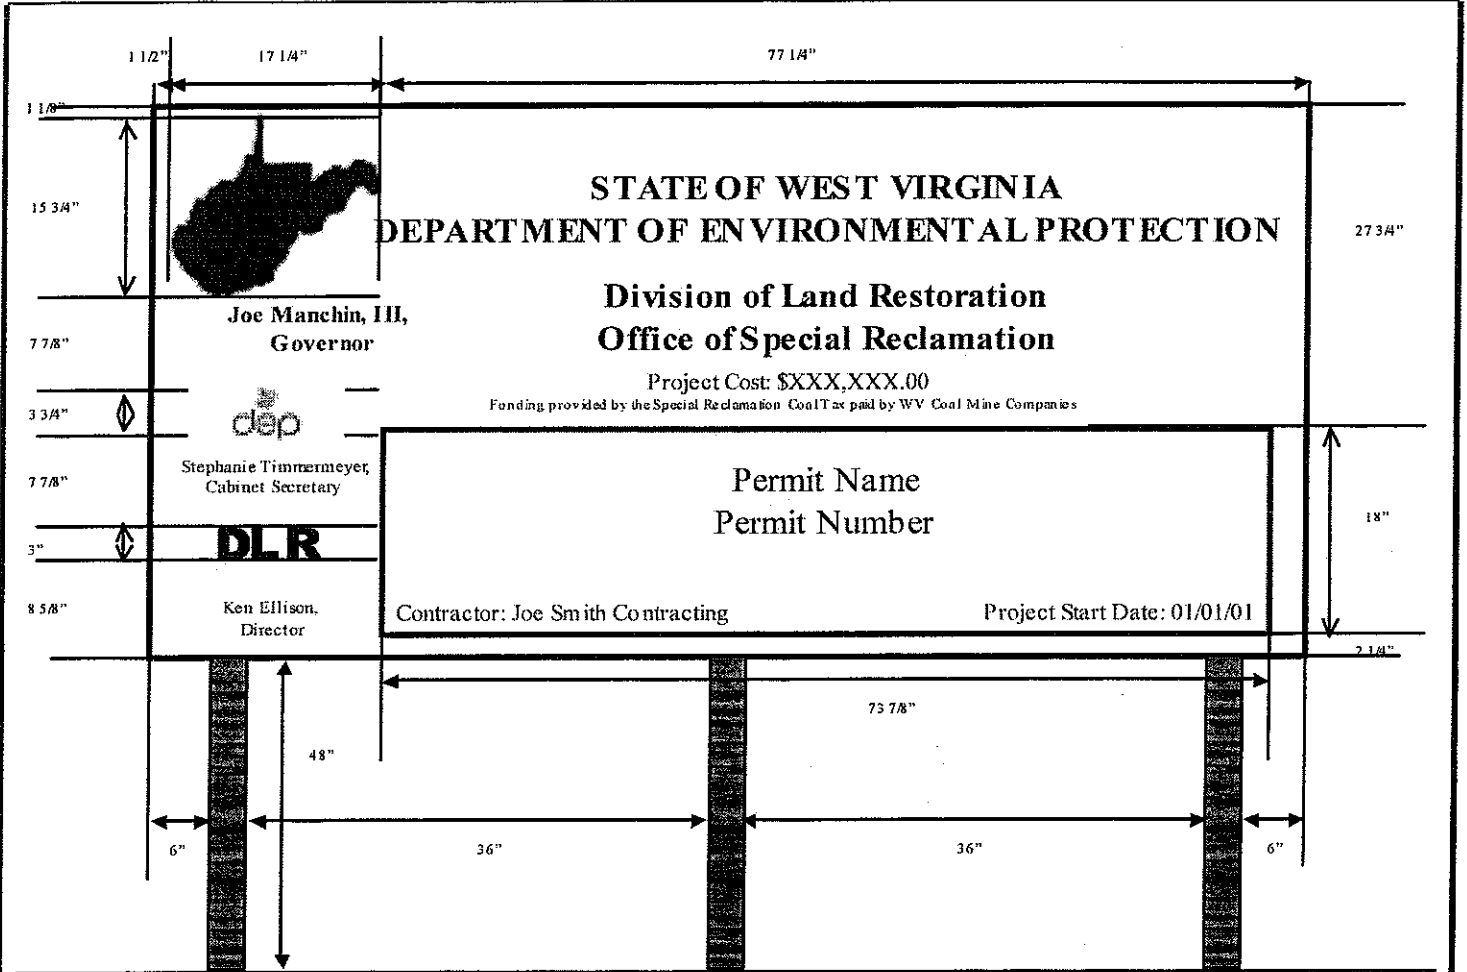 1 1/2"
17 1/4"
77 1/4"
1 1/8"
15 3/4"
STATE OF WEST VIRGINIA
DEPARTMENT OF ENVIRONMENTAL PROTECTION
27 3/4"
Division of Land Restoration
Office of Special Reclamation
Joe Manchin, III,
Governor
7 7/8"
Project Cost: $XXX,XXX.00
Funding provided by the Special Reclamation Coal Tax paid by WV Coal Mine Companies
3 3/4"
dep
Stephanie Timmermeyer,
Cabinet Secretary
7 7/8"
Permit Name
Permit Number
18"
DLR
3"
Ken Ellison,
Director
8 5/8"
Contractor: Joe Smith Contracting
Project Start Date: 01/01/01
2 1/4"
73 7/8"
48"
6"
36"
36"
6"